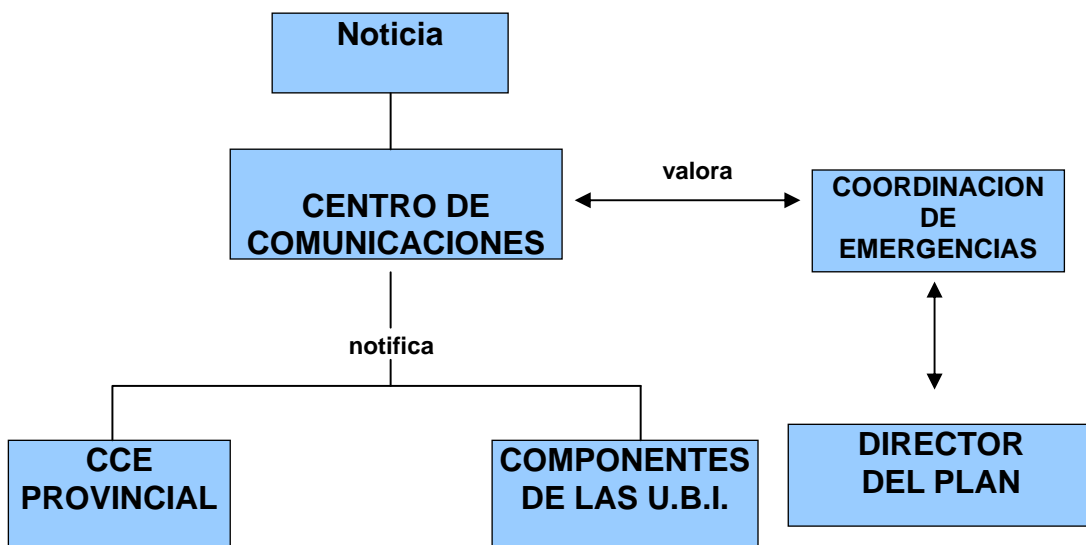 Noticia
CENTRO DE
COMUNICACIONES
valora
COORDINACION
DE
EMERGENCIAS
notifica
CCE
PROVINCIAL
COMPONENTES
DE LAS U.B.I.
DIRECTOR
DEL PLAN